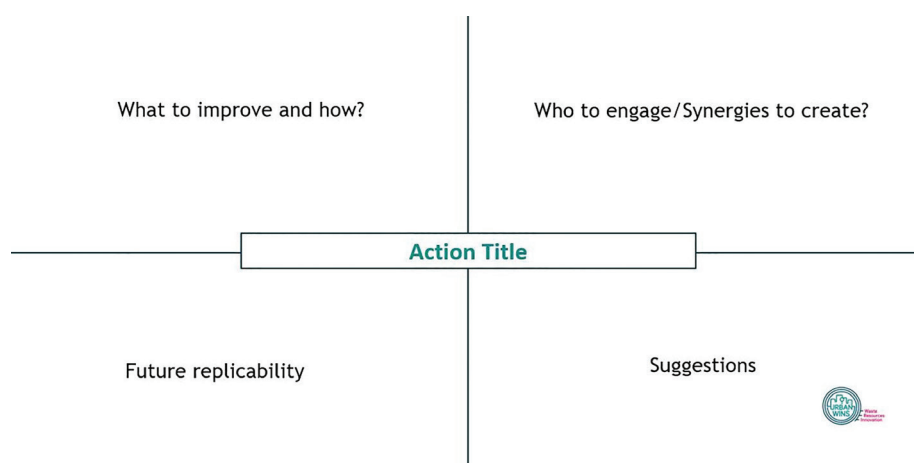 What to improve and how?
Who to engage/Synergies to create?
Action Title
Future replicability
Suggestions
URBAN
WINS
Waste
Resources
Innovation